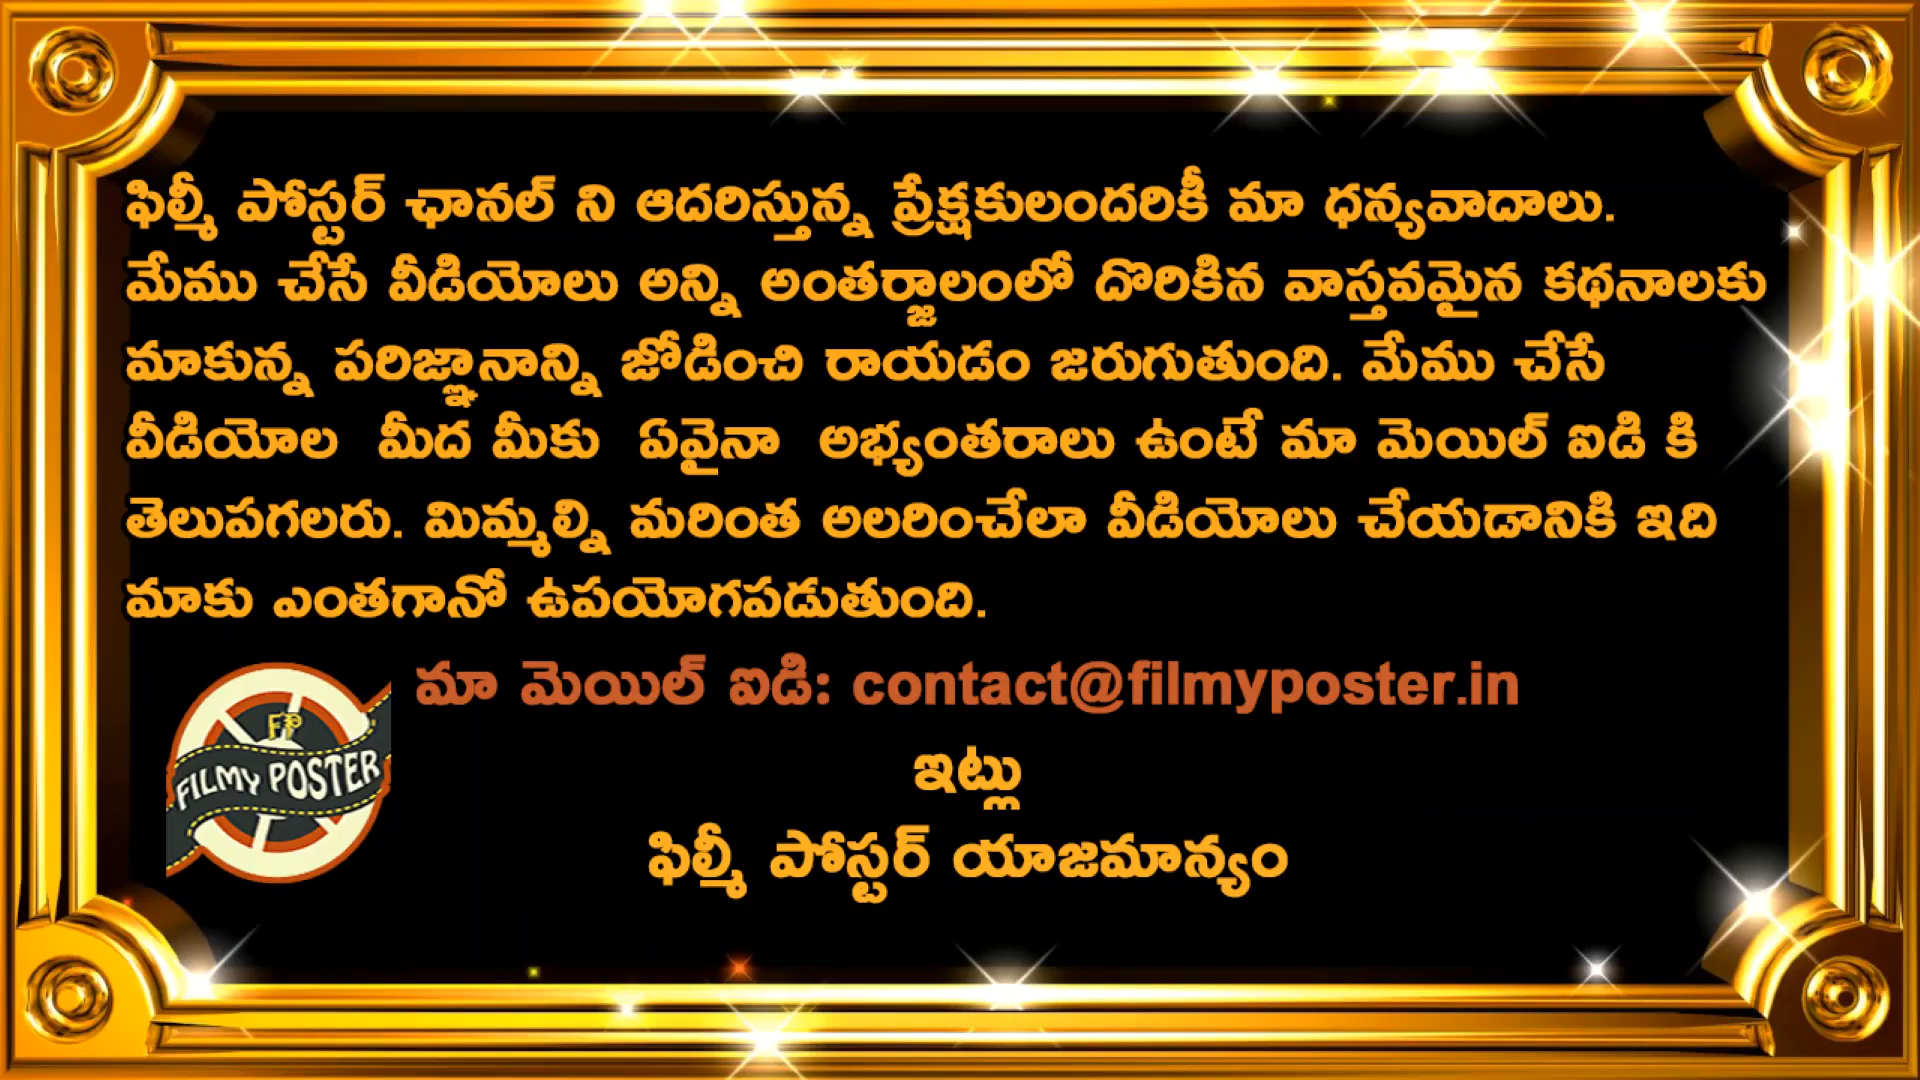 ఫిల్మీ పోస్టర్ ఛానల్ ని ఆదరిస్తున్న ప్రేక్షకులందరికీ మా ధన్యవాదాలు.
మేము చేసే వీడియోలు అన్ని అంతర్జాలంలో దొరికిన వాస్తవమైన కథనాలకు
మాకున్న పరిజ్ఞానాన్ని జోడించి రాయడం జరుగుతుంది. మేము చేసే
వీడియోల మీద మీకు ఏవైనా అభ్యంతరాలు ఉంటే మా మెయిల్ ఐడి కి
తెలుపగలరు. మిమ్మల్ని మరింత అలరించేలా వీడియోలు చేయడానికి ఇది
మాకు ఎంతగానో ఉపయోగపడుతుంది.
మా మెయిల్ ఐడి: contact@filmyposter.in
FP
FILMY POSTER
ఇట్లు
ఫిల్మీ పోస్టర్ యాజమాన్యం